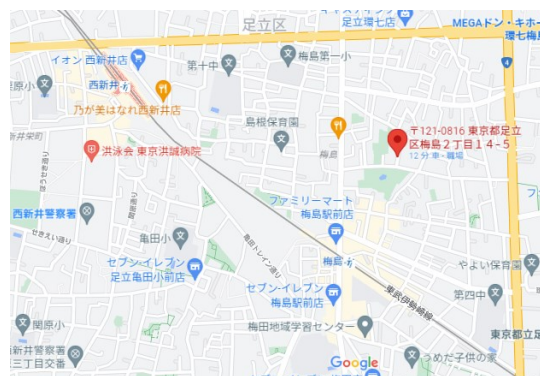 足立区
足立環七店
MEGAドン・キホー
環七梅島
イオン 西新井店
第十中
梅島第一小
栗原小
西新井
4
乃が美はなれ西新井店
島根保育園
〒121-0816 東京都足立
区梅島2丁目14-5
12 分: 車 - 職場
梅島
洪泳会 東京洪誠病院
ファミリーマート
梅島駅前店
西新井警察署
亀田小
セブン-イレブン
足立亀田小前店
梅島
やよい保育園
セブン-イレブン
梅島駅前店
東武伊勢崎線
第四中
関原小
梅田地域学習センター
東京都立足
新井警察署
三丁目交番
うめだ子供の家
Google